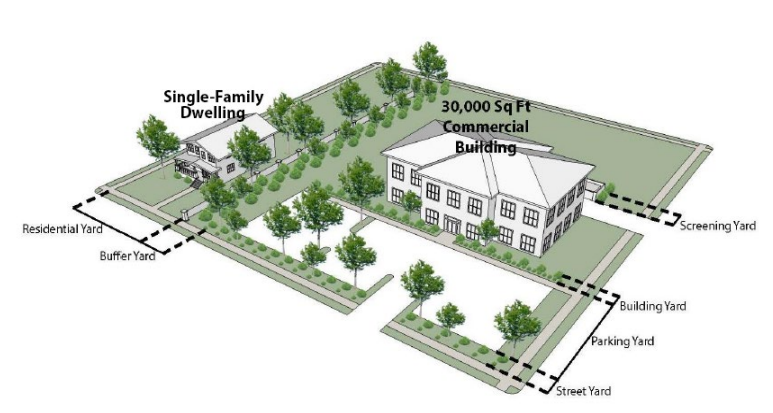 Single-Family
Dwelling
30,000 Sq Ft
Commercial
Building
Residential Yard
Buffer Yard
Screening Yard
Building Yard
Parking Yard
Street Yard